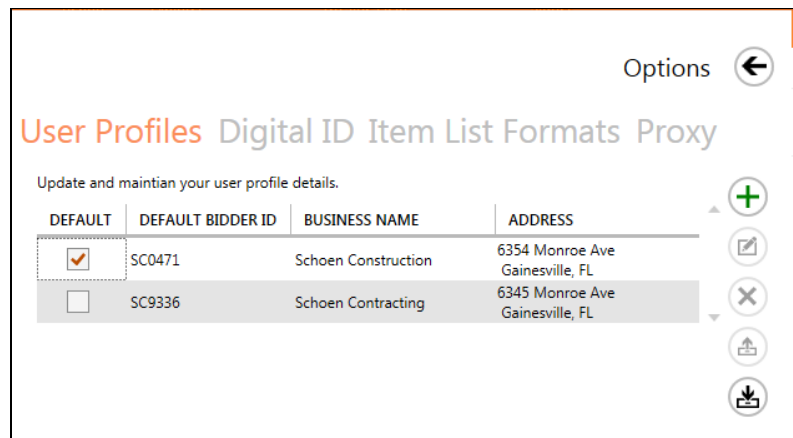 Options
User Profiles Digital ID Item List Formats Proxy
Update and maintian your user profile details.
DEFAULT DEFAULT BIDDER ID BUSINESS NAME ADDRESS
SC0471 Schoen Construction 6354 Monroe Ave
Gainesville, FL
SC9336 Schoen Contracting 6345 Monroe Ave
Gainesville, FL